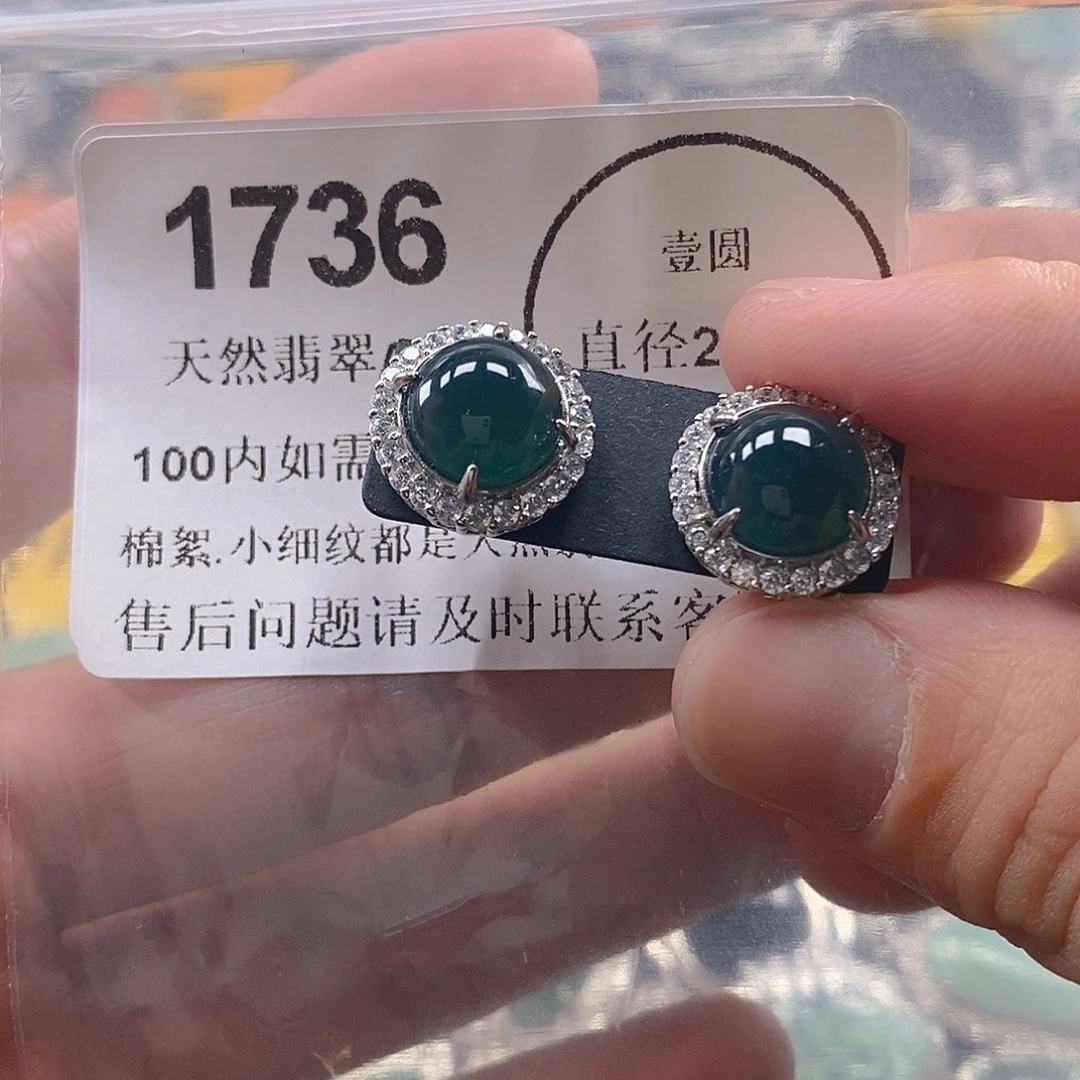 1736
壹圆
天然翡翠
直径2
100内如需
棉絮.小细纹都是天然
售后问题请及时联系客